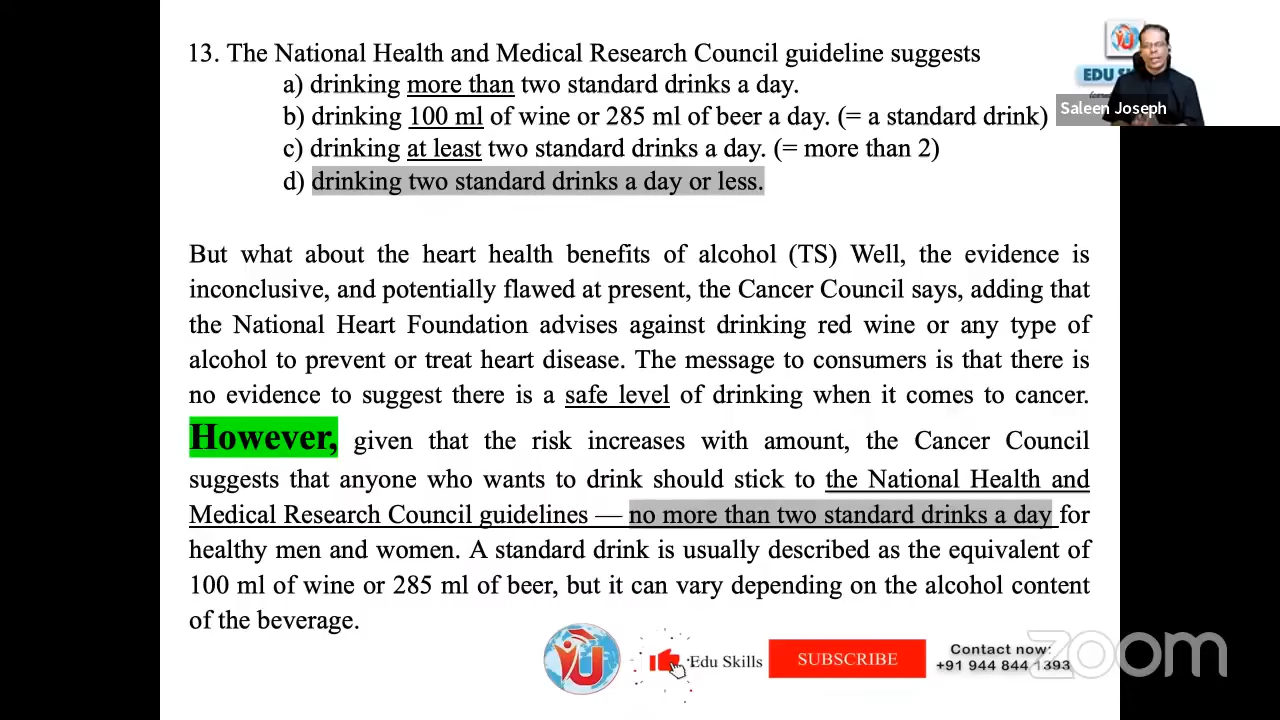 13. The National Health and Medical Research Council guideline suggests
a) drinking more than two standard drinks a day.
b) drinking 100 ml of wine or 285 ml of beer a day. (= a standard drink)
c) drinking at least two standard drinks a day. (= more than 2)
d) drinking two standard drinks a day or less.
EDU SK
Saleen Joseph
But what about the heart health benefits of alcohol (TS) Well, the evidence is
inconclusive, and potentially flawed at present, the Cancer Council says, adding that
the National Heart Foundation advises against drinking red wine or any type of
alcohol to prevent or treat heart disease. The message to consumers is that there is
no evidence to suggest there is a safe level of drinking when it comes to cancer.
However, given that the risk increases with amount, the Cancer Council
suggests that anyone who wants to drink should stick to the National Health and
Medical Research Council guidelines — no more than two standard drinks a day for
healthy men and women. A standard drink is usually described as the equivalent of
100 ml of wine or 285 ml of beer, but it can vary depending on the alcohol content
of the beverage.
Edu Skills
SUBSCRIBE
Contact now:
+91 944 844 1393
zoom